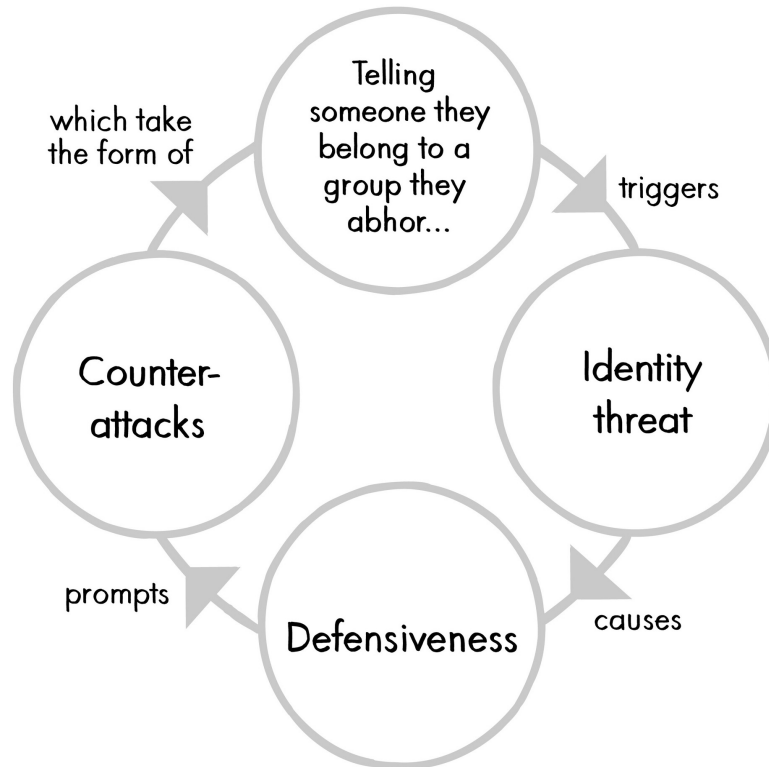 Telling
someone they
belong to a
group they
abhor...
triggers
Identity
threat
causes
Defensiveness
prompts
Counter-
attacks
which take
the form of